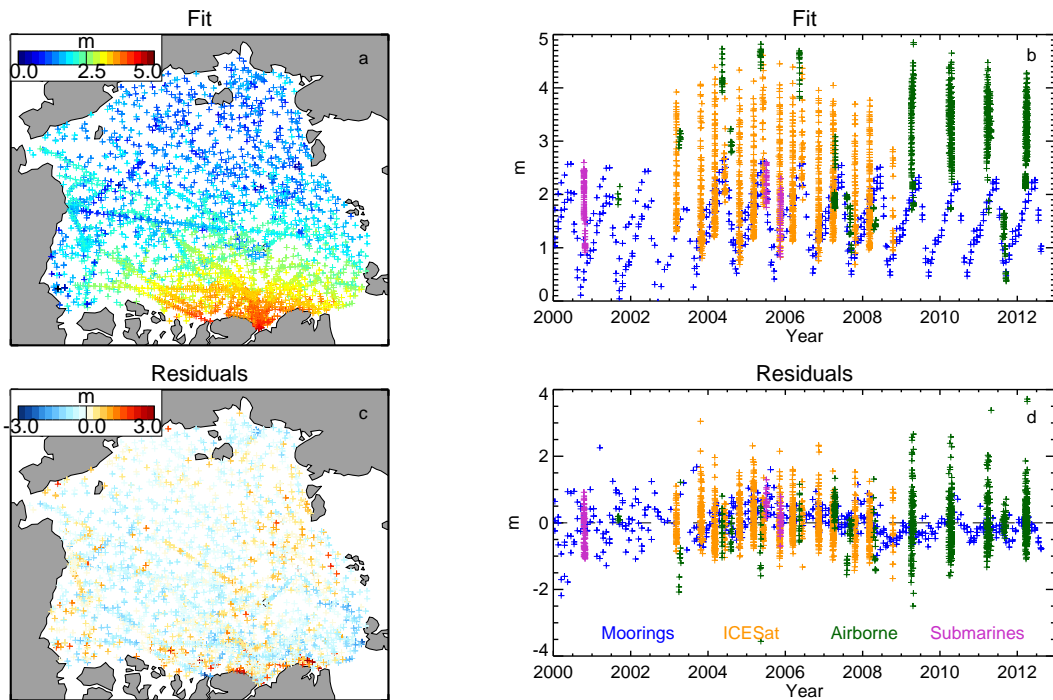 Fit
m
0.0 2.5 5.0
a
Fit
b
5
4
3
2
1
0
m
2000 2002 2004 2006 2008 2010 2012
Year
Residuals
m
-3.0 0.0 3.0
c
Residuals
d
4
2
0
-2
-4
m
Moorings ICESat Airborne Submarines
2000 2002 2004 2006 2008 2010 2012
Year